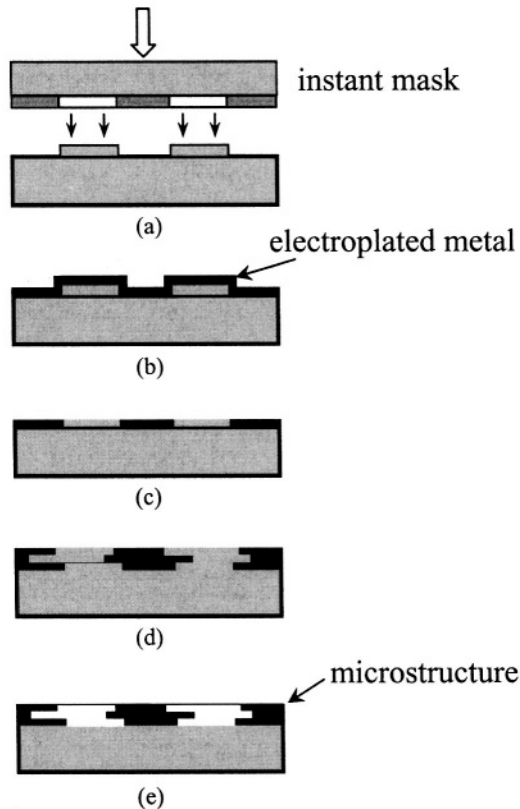 instant mask
(a)
electroplated metal
(b)
(c)
(d)
microstructure
(e)